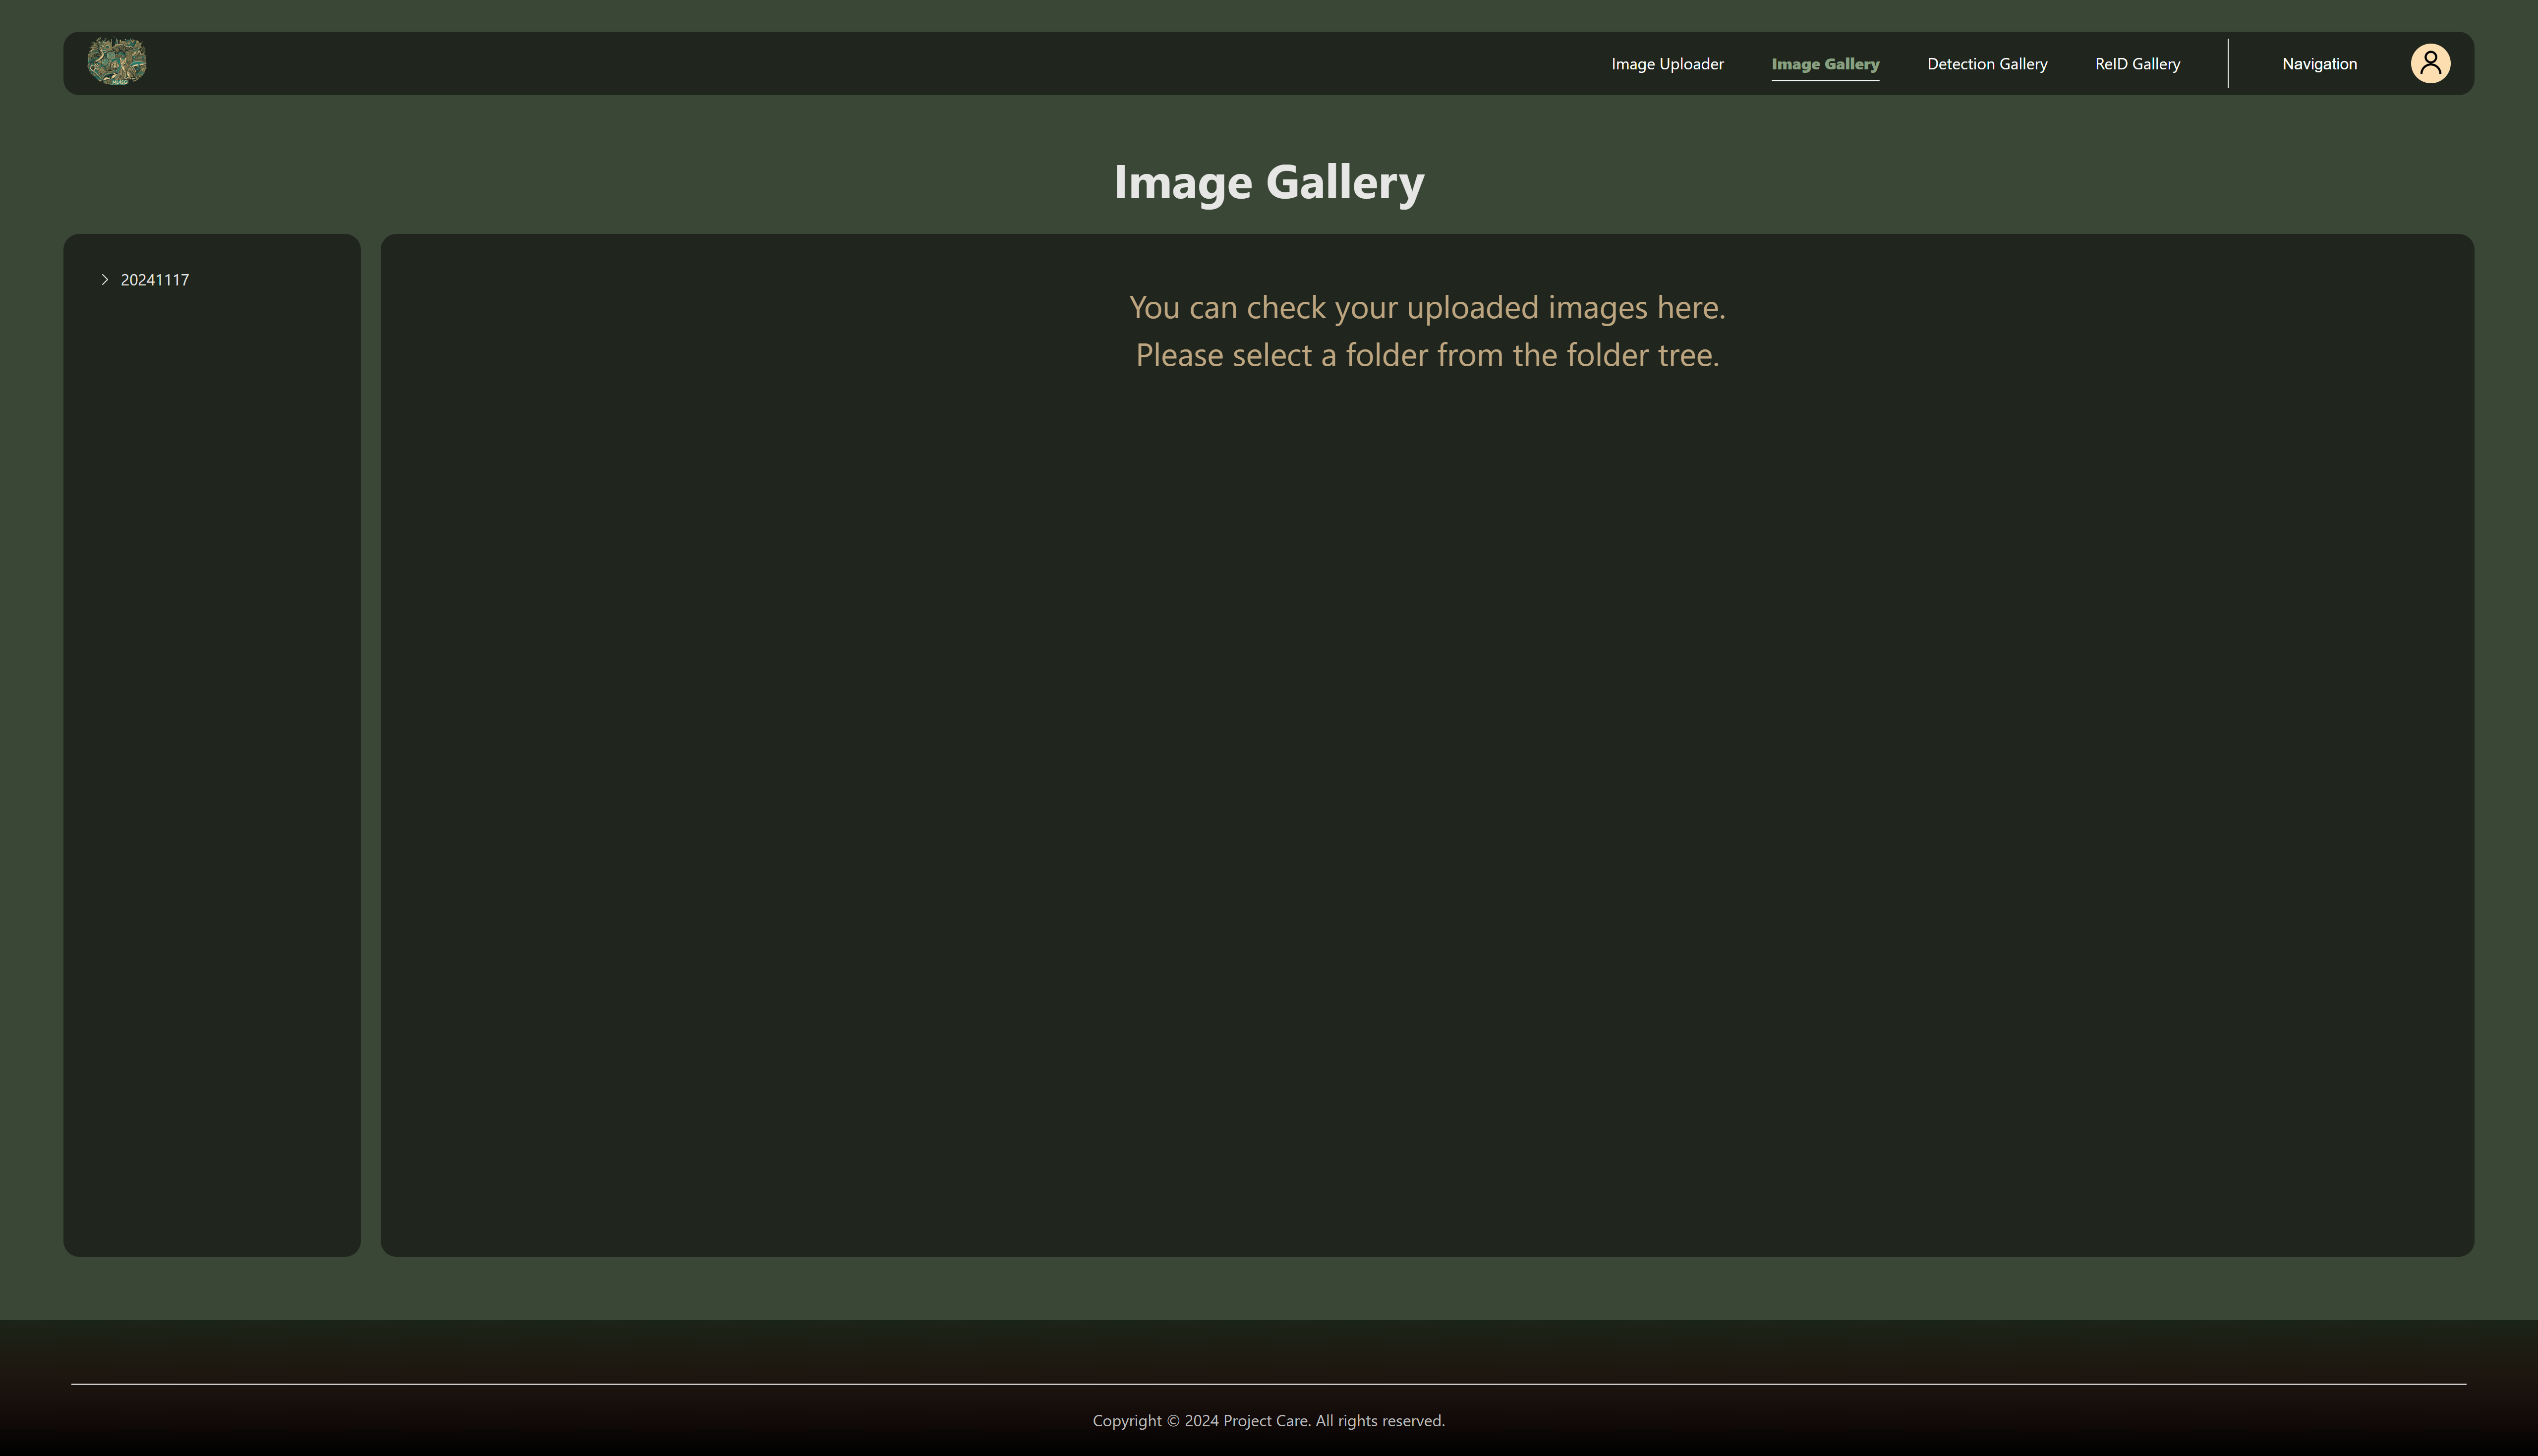 Image Uploader
Image Gallery
Detection Gallery
ReID Gallery
Navigation
Image Gallery
20241117
You can check your uploaded images here.
Please select a folder from the folder tree.
Copyright © 2024 Project Care. All rights reserved.